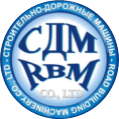 СТРОИТЕЛЬНО-ДОРОЖНЫЕ МАШИНЫ - ROAD BUILDING MACHINERY CO., LTD -
СДМ
RBM
CO., LTD